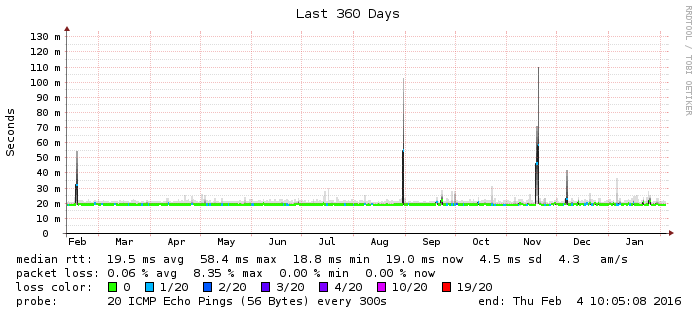 Last 360 Days
RRDTOOL / TOBI OETIKER
Seconds
130 m
120 m
110 m
100 m
90 m
80 m
70 m
60 m
50 m
40 m
30 m
20 m
10 m
0
Feb Mar Apr May Jun Jul Aug Sep Oct Nov Dec Jan
median rtt: 19.5 ms avg 58.4 ms max 18.8 ms min 19.0 ms now 4.5 ms sd 4.3 am/s
packet loss: 0.06 % avg 8.35 % max 0.00 % min 0.00 % now
loss color: 0 1/20 2/20 3/20 4/20 10/20 19/20
probe: 20 ICMP Echo Pings (56 Bytes) every 300s end: Thu Feb 4 10:05:08 2016